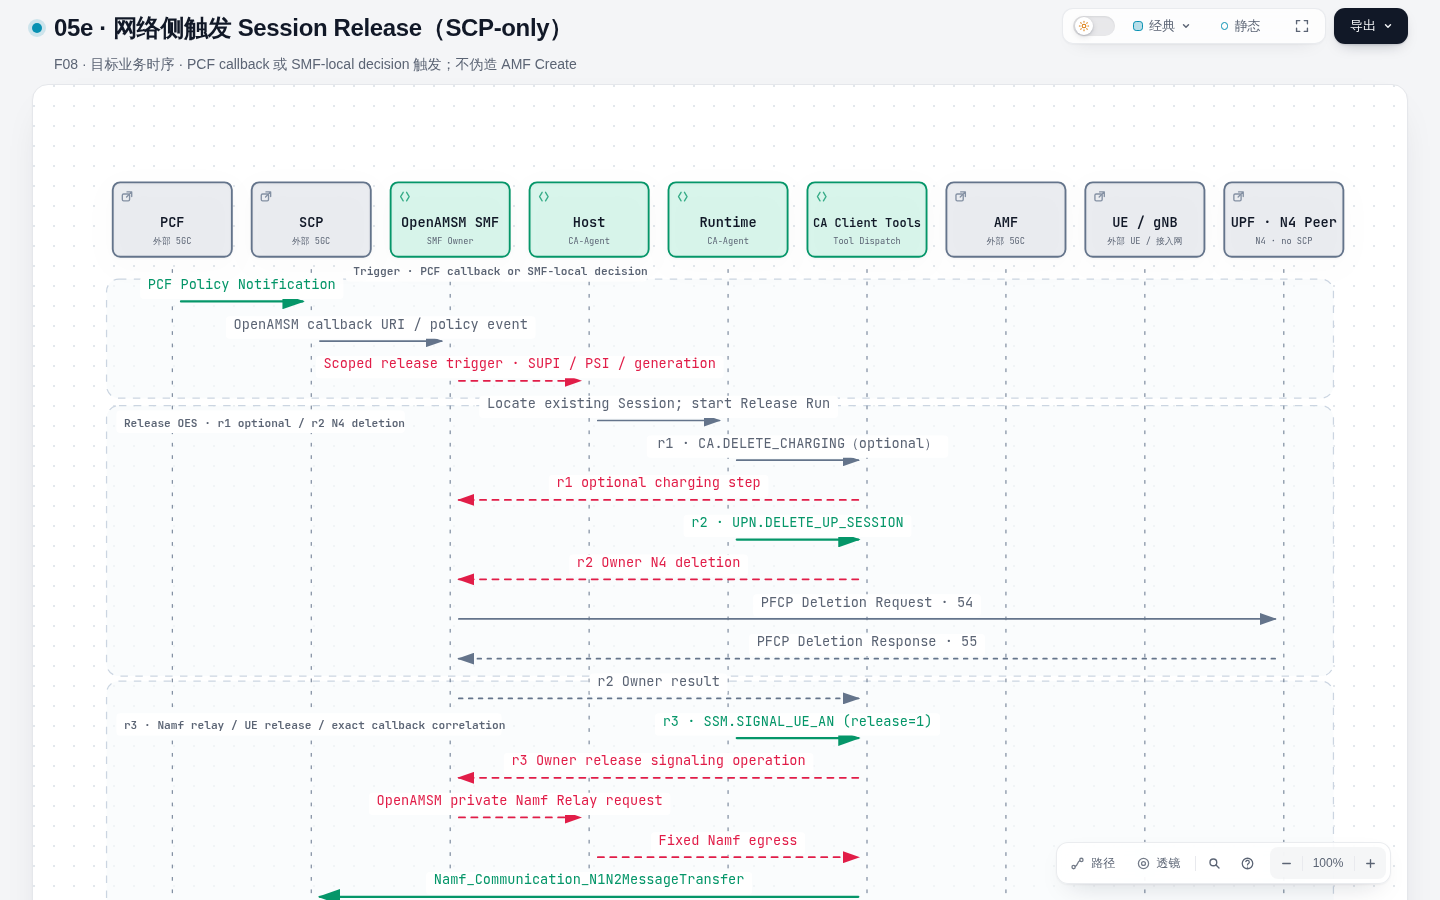 05e · 网络侧触发 Session Release（SCP-only）
经典
静态
导出
F08 · 目标业务时序 · PCF callback 或 SMF-local decision 触发；不伪造 AMF Create
PCF
外部 5GC
SCP
外部 5GC
OpenAMSM SMF
SMF Owner
Host
CA-Agent
Runtime
CA-Agent
CA Client Tools
Tool Dispatch
AMF
外部 5GC
UE / gNB
外部 UE / 接入网
UPF · N4 Peer
N4 · no SCP
Trigger · PCF callback or SMF-local decision
PCF Policy Notification
OpenAMSM callback URI / policy event
Scoped release trigger · SUPI / PSI / generation
Locate existing Session; start Release Run
Release OES · r1 optional / r2 N4 deletion
r1 · CA.DELETE_CHARGING（optional）
r1 optional charging step
r2 · UPN.DELETE_UP_SESSION
r2 Owner N4 deletion
PFCP Deletion Request · 54
PFCP Deletion Response · 55
r2 Owner result
r3 · Namf relay / UE release / exact callback correlation
r3 · SSM.SIGNAL_UE_AN (release=1)
r3 Owner release signaling operation
OpenAMSM private Namf Relay request
Fixed Namf egress
Namf_Communication_N1N2MessageTransfer
路径
透镜
100%